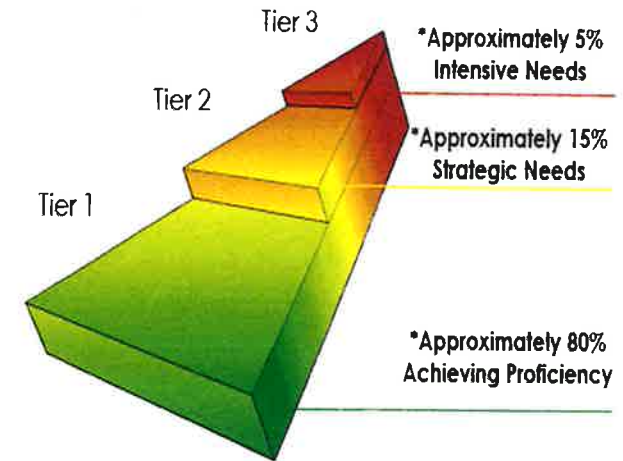 Tier 3
*Approximately 5%
Intensive Needs
Tier 2
*Approximately 15%
Strategic Needs
Tier 1
*Approximately 80%
Achieving Proficiency